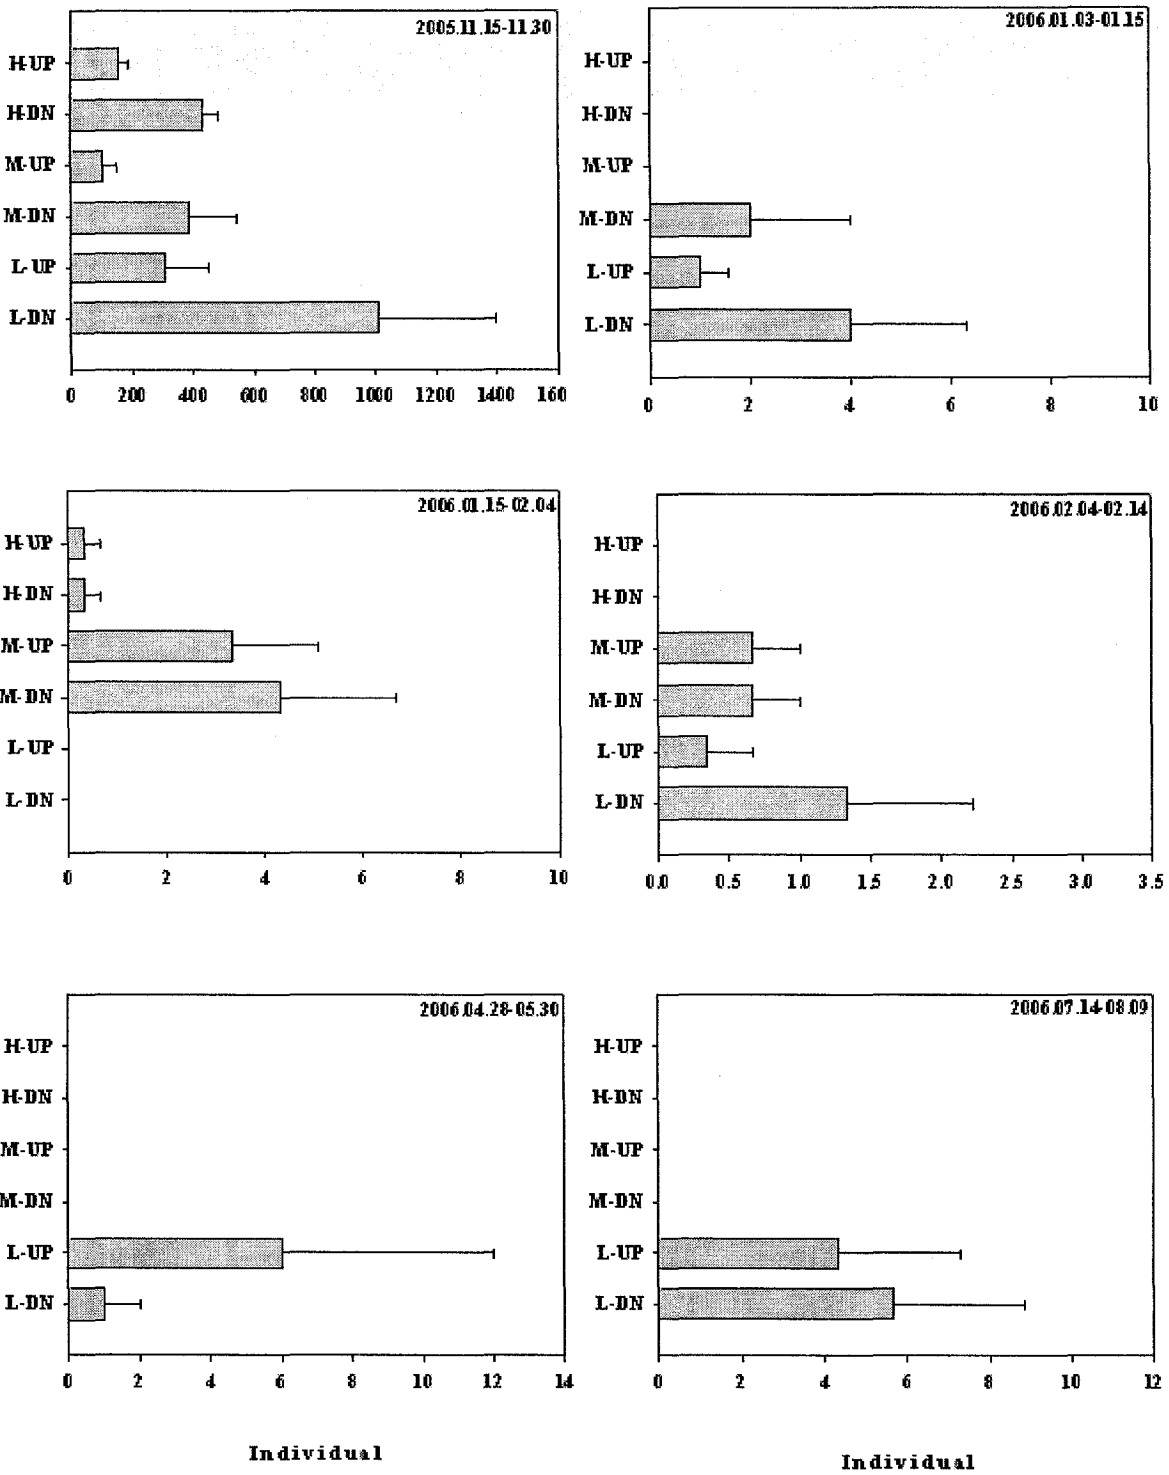 2005.11.15-11.30
H-UP
H-DN
M-UP
M-DN
L-UP
L-DN
0 200 400 600 800 1000 1200 1400 160
2006.01.03-01.15
H-UP
H-DN
M-UP
M-DN
L-UP
L-DN
0 2 4 6 8 10
2006.01.15-02.04
H-UP
H-DN
M-UP
M-DN
L-UP
L-DN
0 2 4 6 8 10
2006.02.04-02.14
H-UP
H-DN
M-UP
M-DN
L-UP
L-DN
0.0 0.5 1.0 1.5 2.0 2.5 3.0 3.5
2006.04.28-05.30
H-UP
H-DN
M-UP
M-DN
L-UP
L-DN
0 2 4 6 8 10 12 14
Individual
2006.07.14-08.09
H-UP
H-DN
M-UP
M-DN
L-UP
L-DN
0 2 4 6 8 10 12
Individual